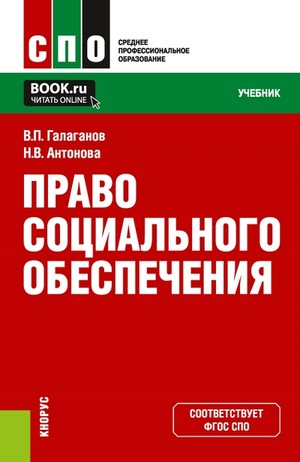 СПО
СРЕДНЕЕ
ПРОФЕССИОНАЛЬНОЕ
ОБРАЗОВАНИЕ
BOOK.ru
ЧИТАТЬ ONLINE
УЧЕБНИК
В.П. Галаганов
Н.В. Антонова
ПРАВО
СОЦИАЛЬНОГО
ОБЕСПЕЧЕНИЯ
КНОРУС
СООТВЕТСТВУЕТ
ФГОС СПО